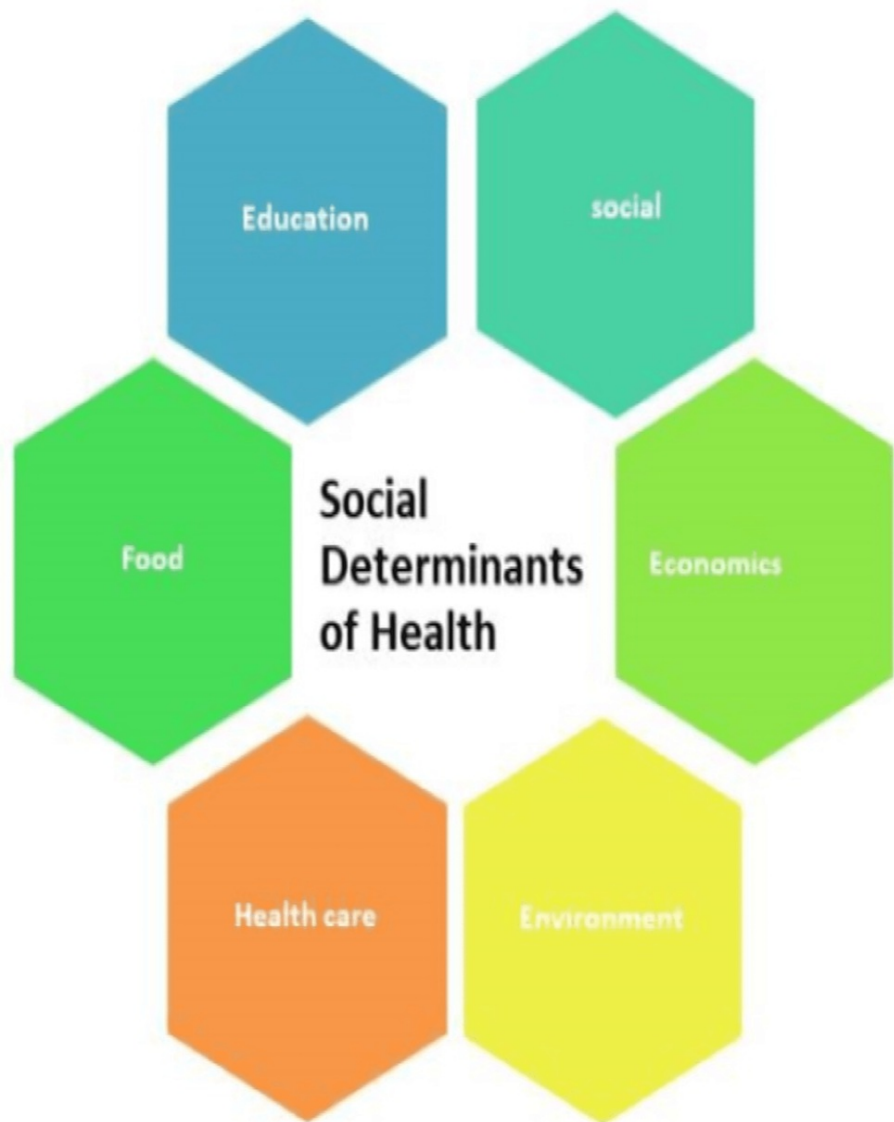 Education
social
Food
Social
Determinants
of Health
Economics
Health care
Environment